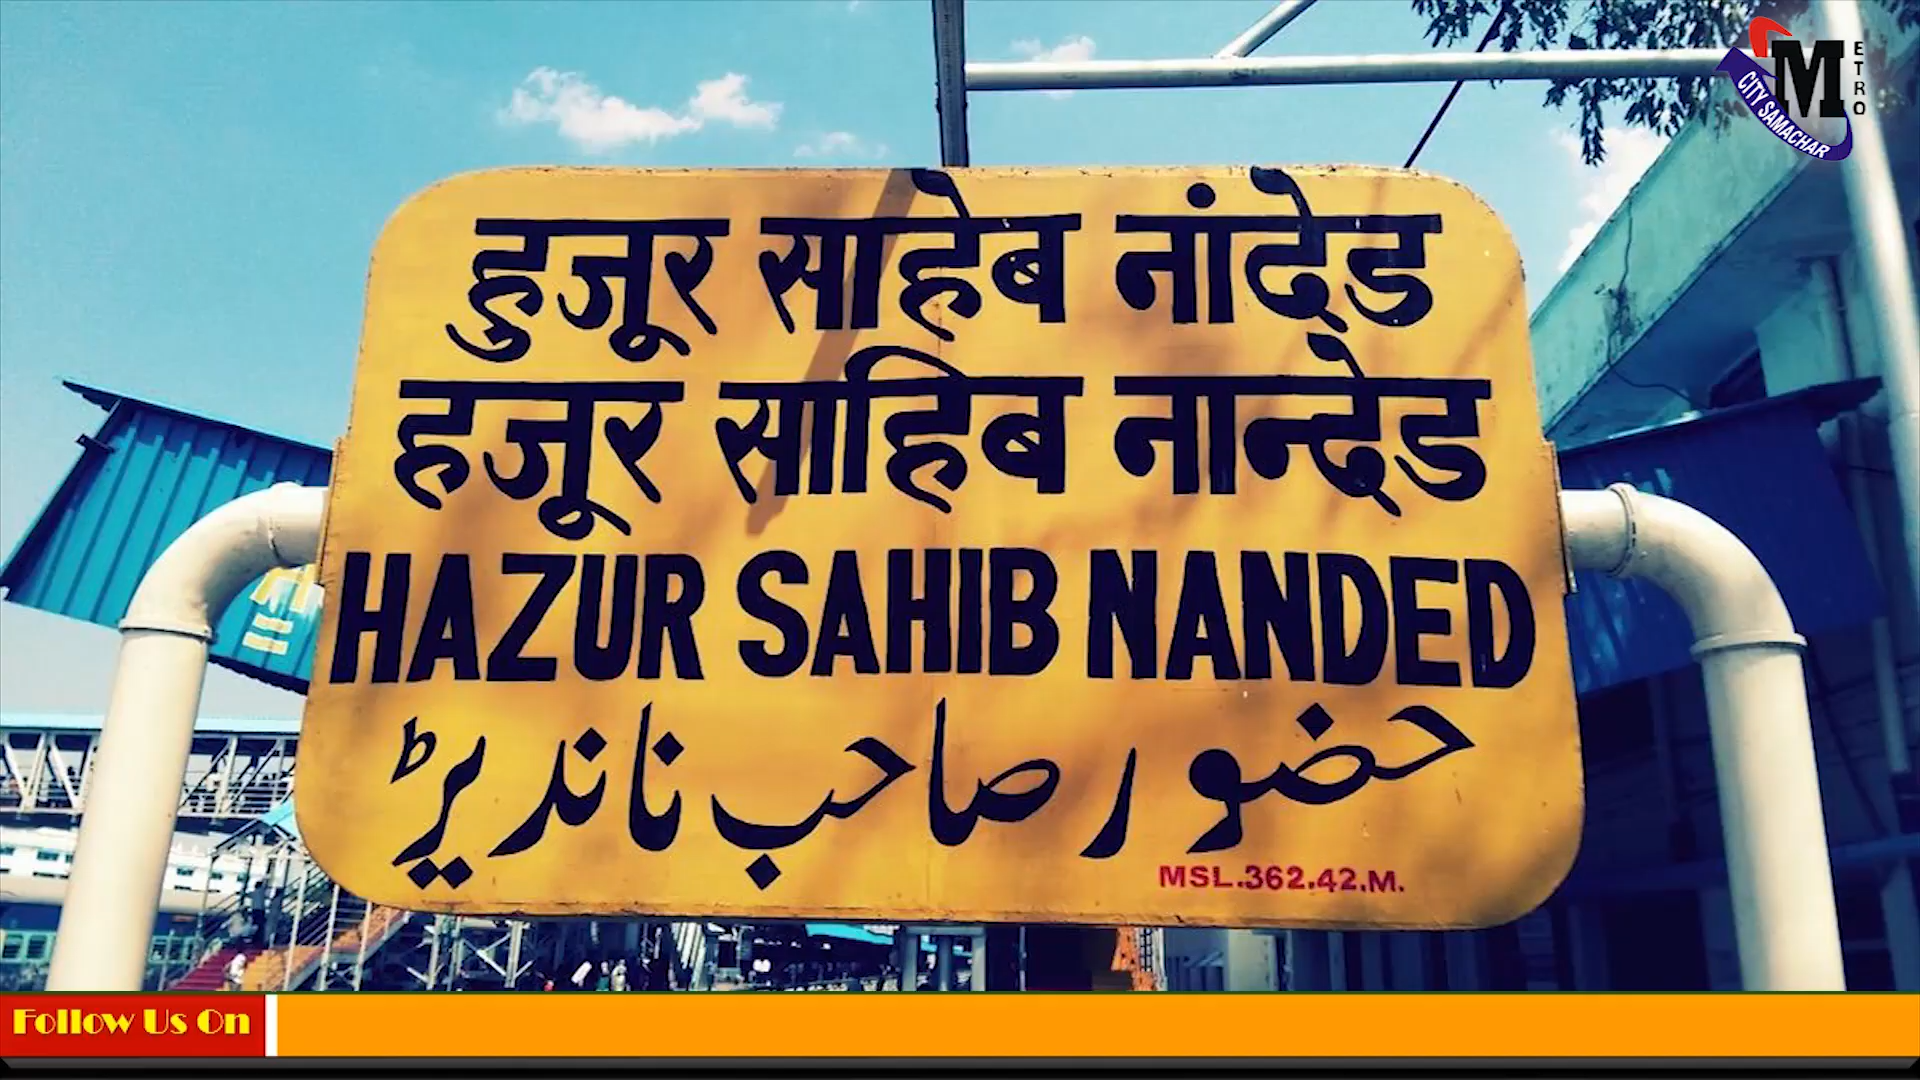 METRO
CITY SAMACHAR
हुजूर साहेब नांदेड
हजूर साहिब नान्देड
HAZUR SAHIB NANDED
حضور صاحب ناندیڑ
MSL.362.42.M.
Follow Us On